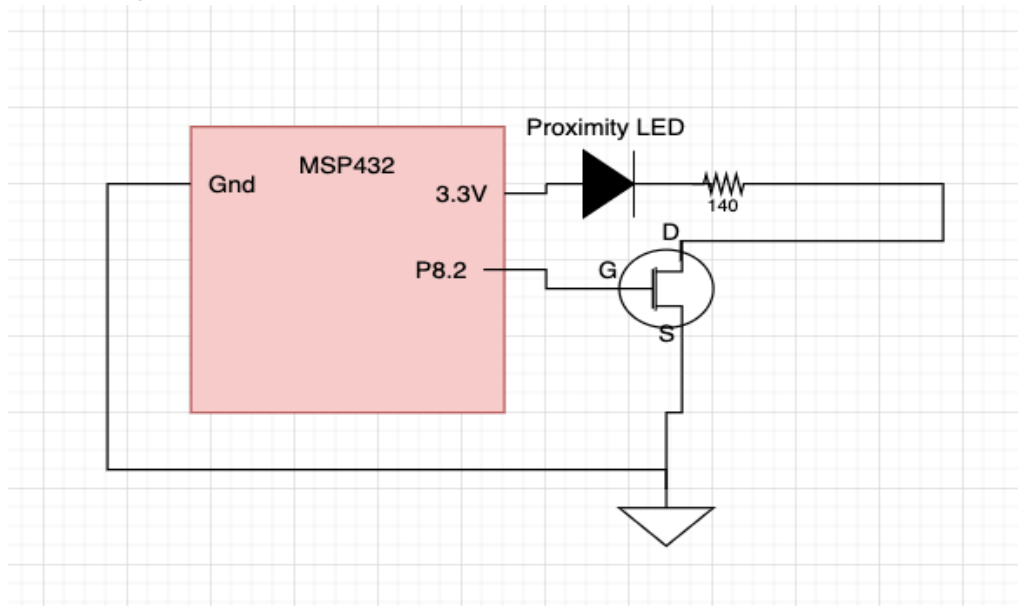 Proximity LED
MSP432
Gnd
3.3V
140
D
P8.2
G
S